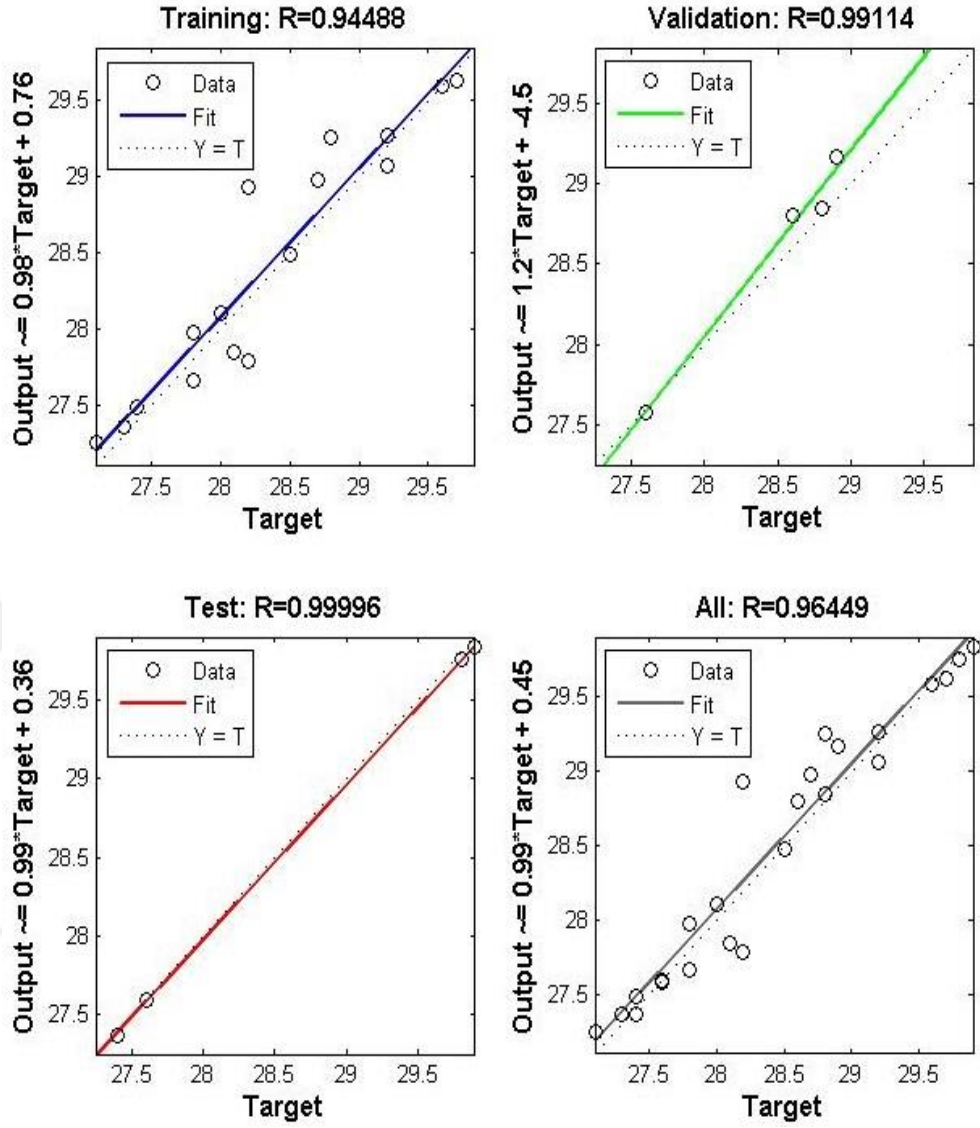 Training: R=0.94488
Output ~= 0.98*Target + 0.76
Data
Fit
Y = T
29.5
29
28.5
28
27.5
27.5 28 28.5 29 29.5
Target
Validation: R=0.99114
Output ~= 1.2*Target + -4.5
Data
Fit
Y = T
29.5
29
28.5
28
27.5
27.5 28 28.5 29 29.5
Target
Test: R=0.99996
Output ~= 0.99*Target + 0.36
Data
Fit
Y = T
29.5
29
28.5
28
27.5
27.5 28 28.5 29 29.5
Target
All: R=0.96449
Output ~= 0.99*Target + 0.45
Data
Fit
Y = T
29.5
29
28.5
28
27.5
27.5 28 28.5 29 29.5
Target